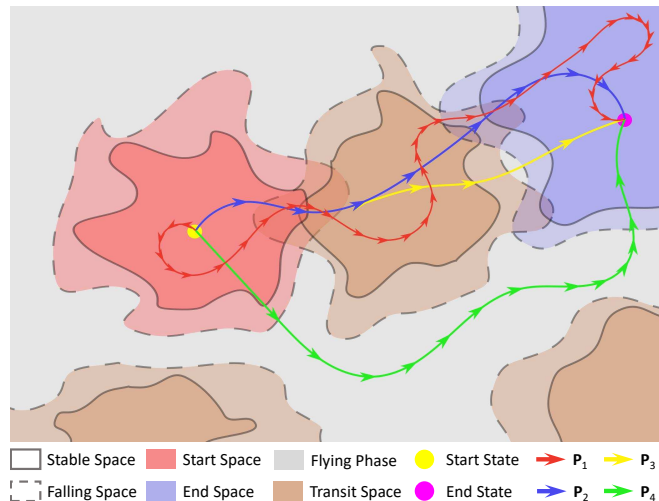 Stable Space Start Space Flying Phase Start State P1 P3
Falling Space End Space Transit Space End State P2 P4